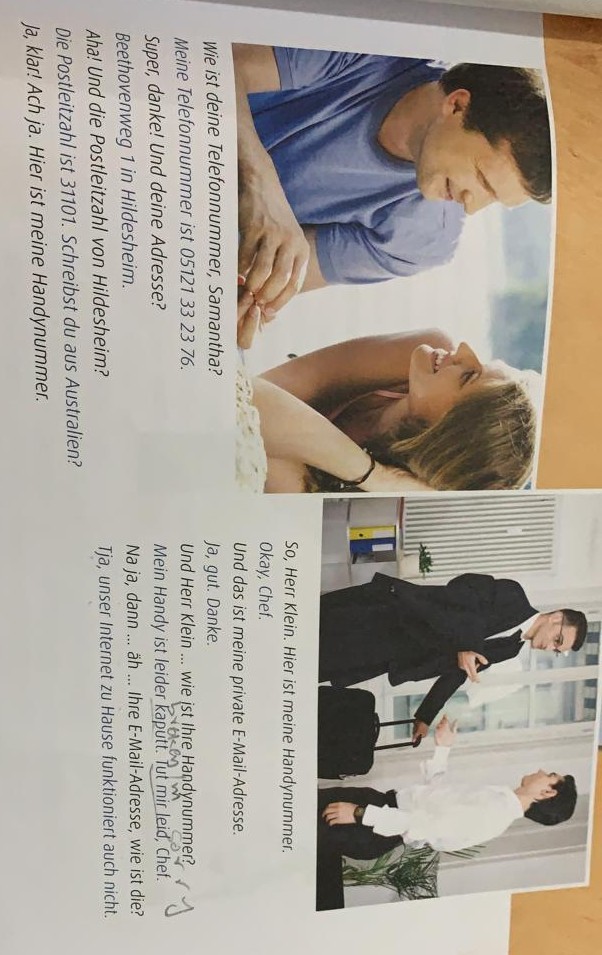 Wie ist deine Telefonnummer, Samantha?
Meine Telefonnummer ist 05121 33 23 76.
Super, danke! Und deine Adresse?
Beethovenweg 1 in Hildesheim.
Aha! Und die Postleitzahl von Hildesheim?
Die Postleitzahl ist 31101. Schreibst du aus Australien?
Ja, klar! Ach ja. Hier ist meine Handynummer.
So, Herr Klein. Hier ist meine Handynummer.
Okay, Chef.
Und das ist meine private E-Mail-Adresse.
Ja, gut. Danke.
Und Herr Klein ... wie ist Ihre Handynummer?
broken I'm sorry
Mein Handy ist leider kaputt. Tut mir leid, Chef.
Na ja, dann ... äh ... Ihre E-Mail-Adresse, wie ist die?
Tja, unser Internet zu Hause funktioniert auch nicht.